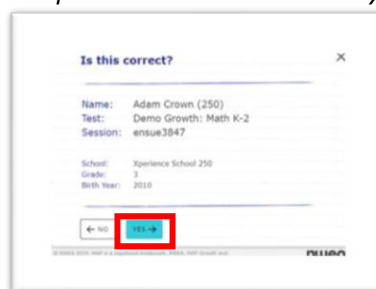 Is this correct?
×
Name: Adam Crown (250)
Test: Demo Growth: Math K-2
Session: ensue3847
School: Xperience School 250
Grade: 3
Birth Year: 2010
← NO
YES →